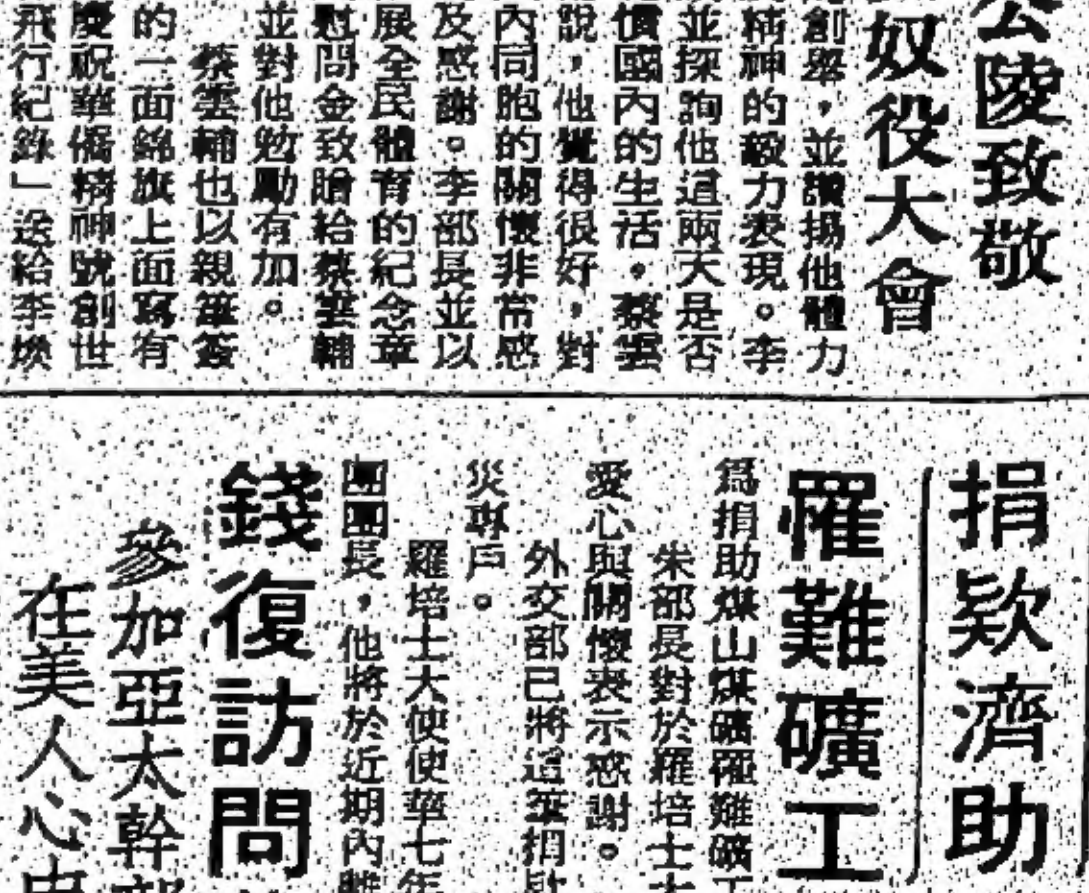 公陵致敬
奴役大會
創舉，並讚揚他體力
精神的毅力表現。李
並探詢他這兩天是否
慣國內的生活，蔡雲
說，他覺得很好，對
內同胞的關懷非常感
及感謝。李部長並以
展全民體育的紀念章
慰問金致贈給蔡雲輔
並對他勉勵有加。
蔡雲輔也以親筆簽
的一面錦旗上面寫有
慶祝華僑精神號創世
飛行紀錄」送給李煥
捐欵濟助
罹難礦工
爲捐助煤山煤礦罹難礦工
朱部長對於羅培士大
愛心與關懷表示感謝。
外交部已將這筆捐欵
災專戶。
羅培士大使使華七年
團團長，他將於近期內離
錢復訪問
參加亞太幹部
在美人心中